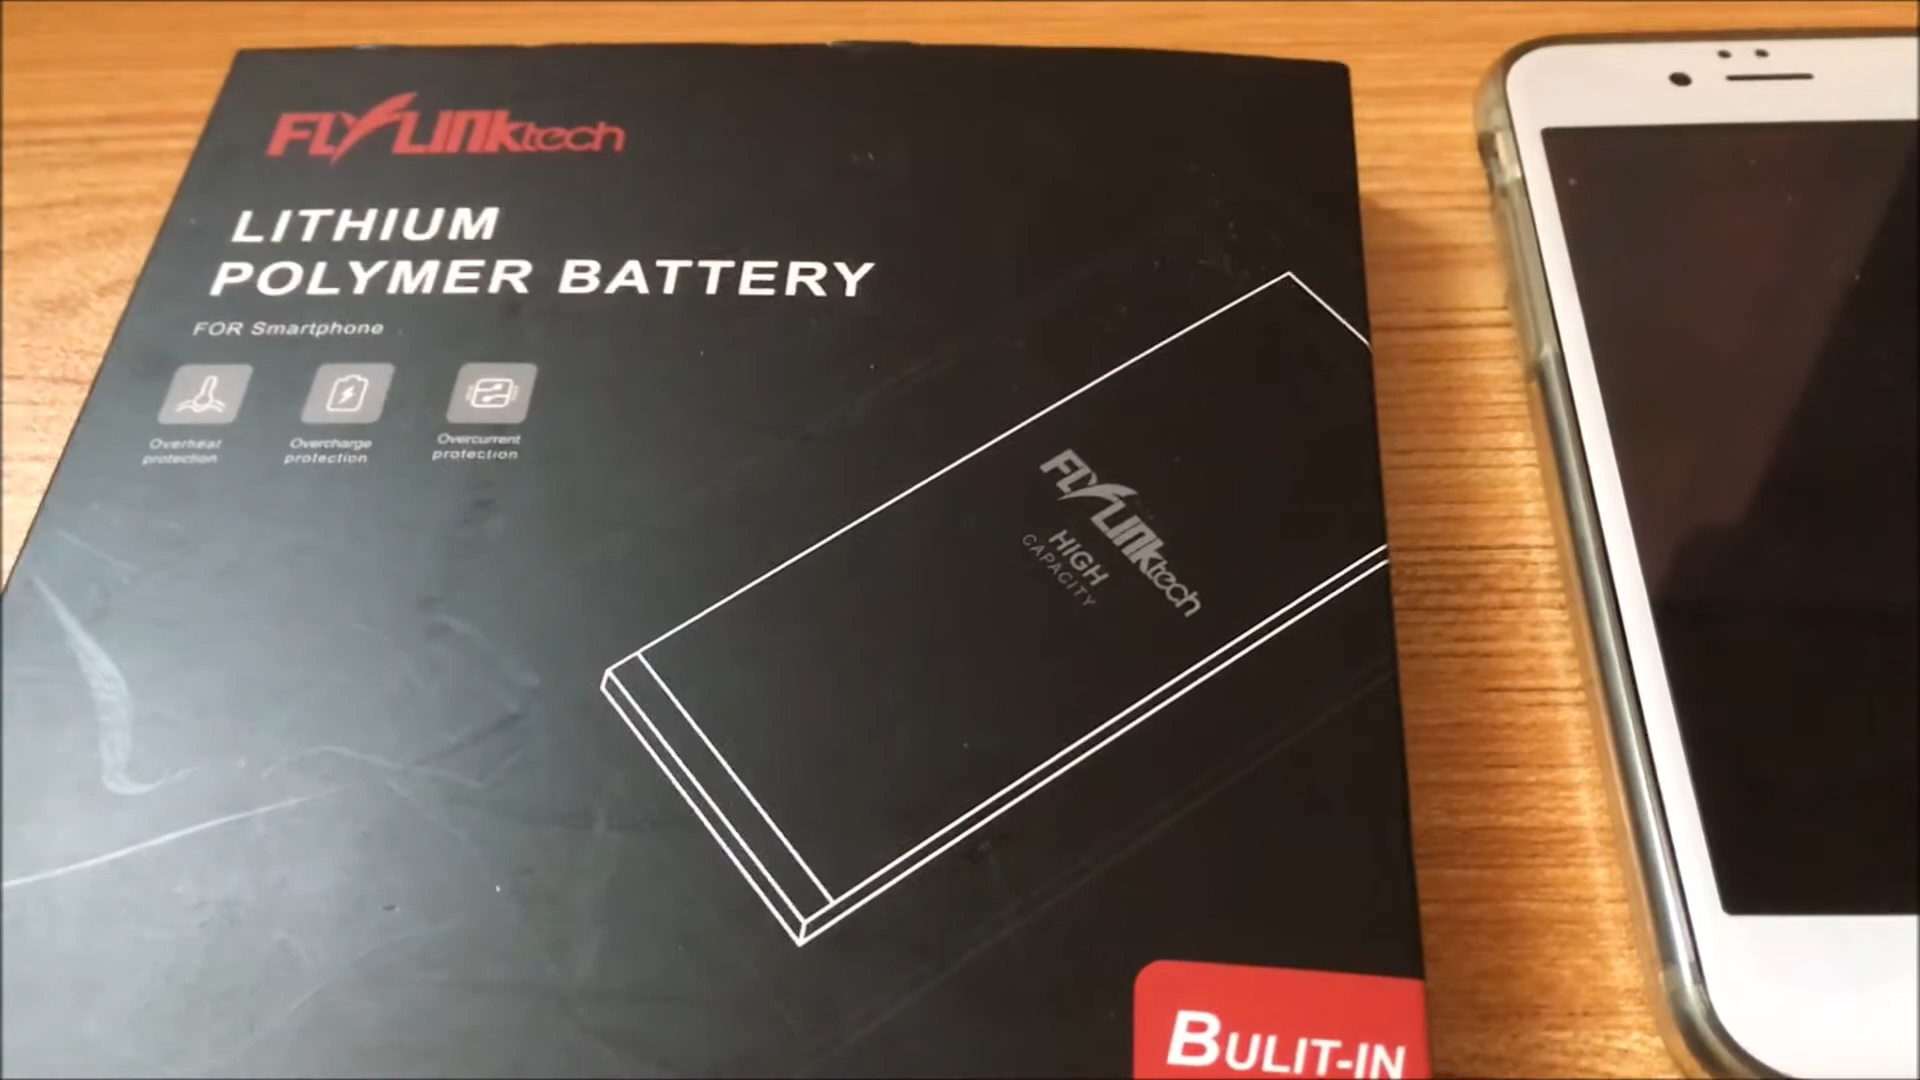 FLYLINKtech
LITHIUM
POLYMER BATTERY
FOR Smartphone
Overheat
protection
Overcharge
protection
Overcurrent
protection
FLYLINKtech
HIGH
CAPACITY
BULIT-IN